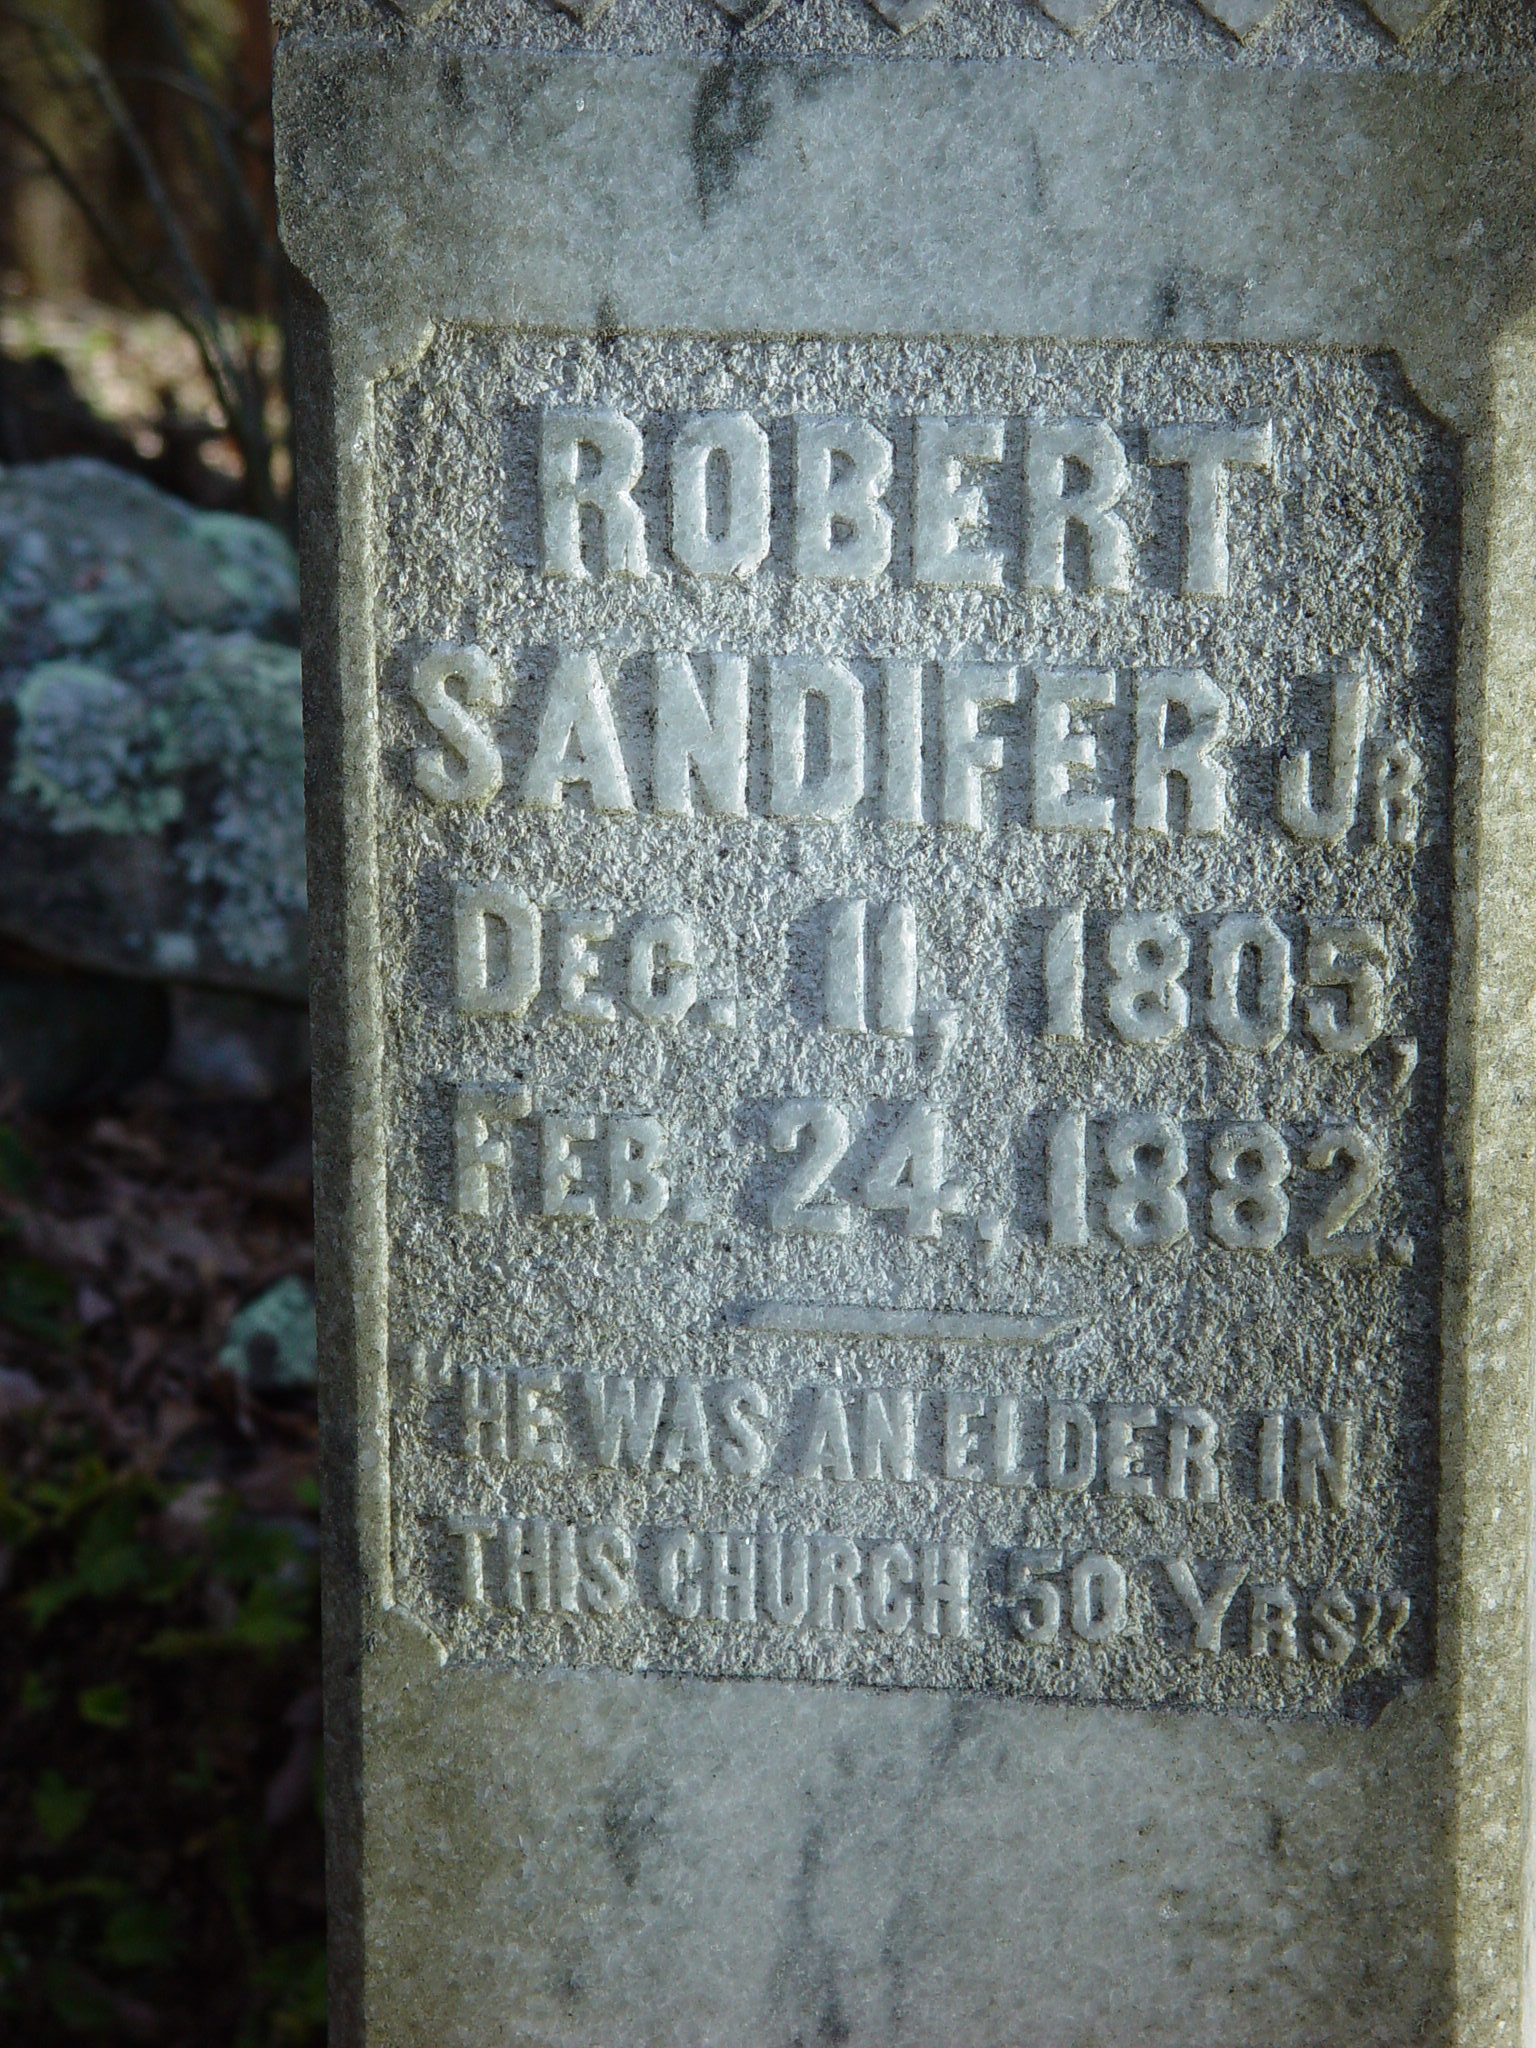 ROBERT
SANDIFER JR.
DEC. 11, 1805,
FEB. 24, 1882.
"HE WAS AN ELDER IN
THIS CHURCH 50 YRS"